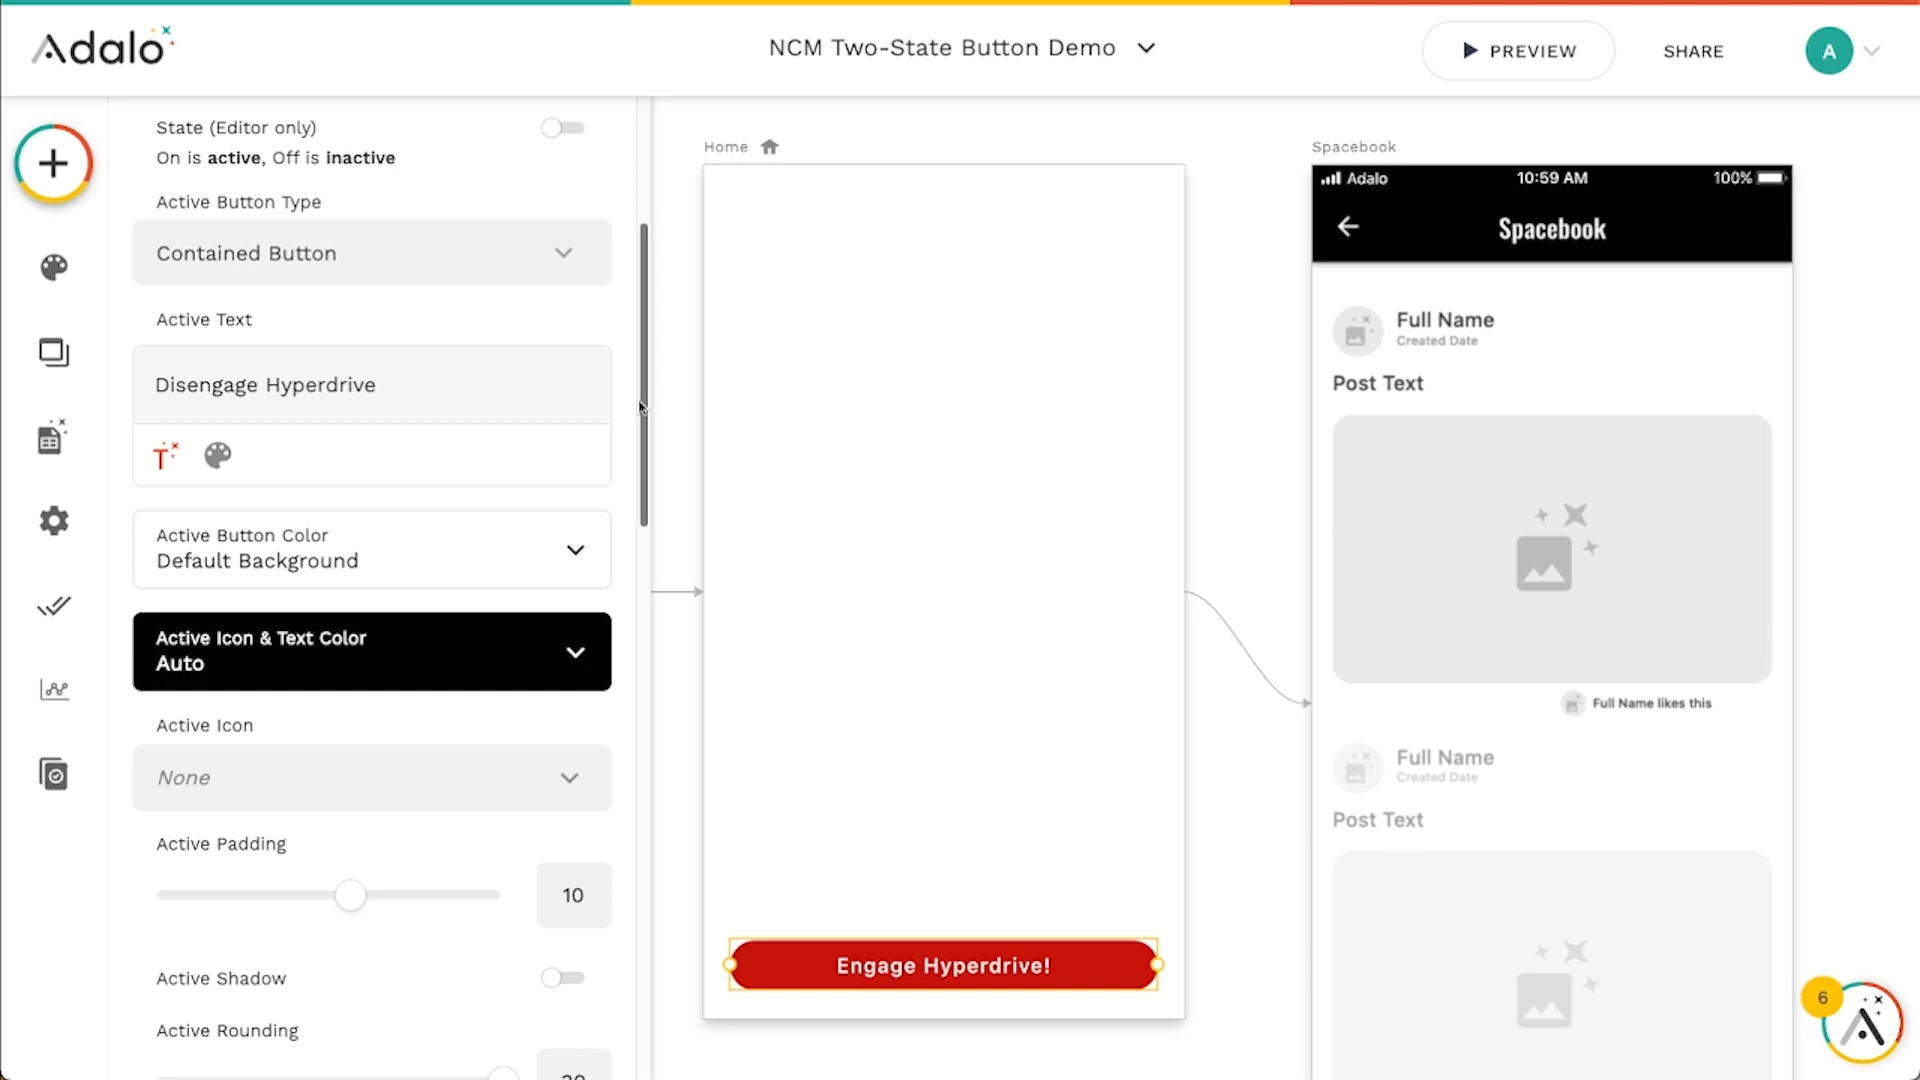 Adalo
NCM Two-State Button Demo
PREVIEW
SHARE
A
State (Editor only)
On is active, Off is inactive
Active Button Type
Contained Button
Active Text
Disengage Hyperdrive
T
Active Button Color
Default Background
Active Icon & Text Color
Auto
Active Icon
None
Active Padding
10
Active Shadow
Active Rounding
Home
Engage Hyperdrive!
Spacebook
Adalo
10:59 AM
100%
Spacebook
Full Name
Created Date
Post Text
Full Name likes this
Full Name
Created Date
Post Text
6